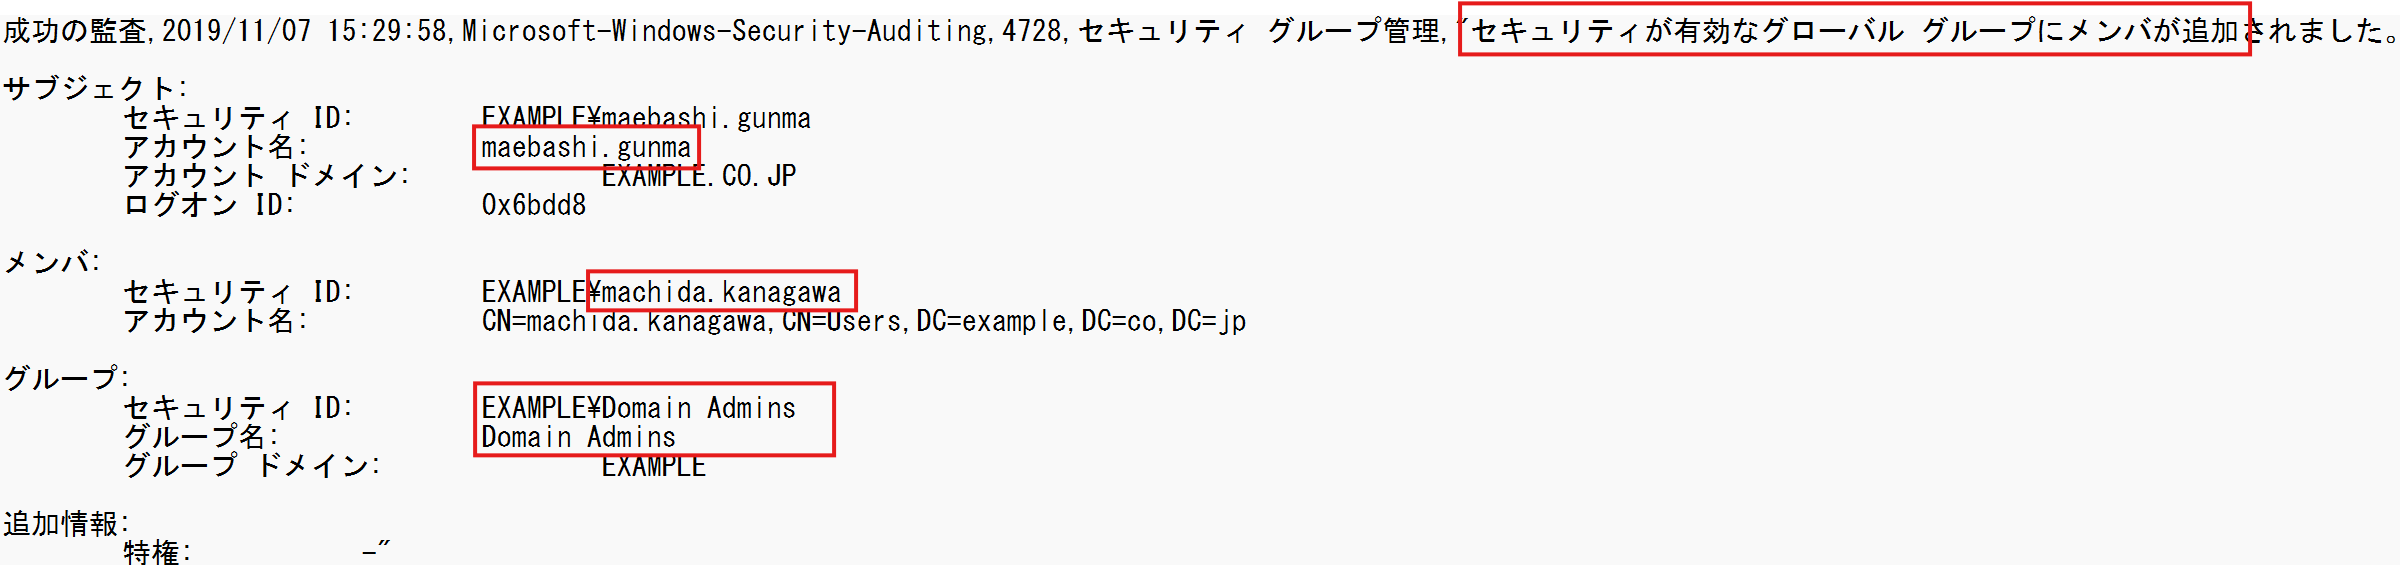 成功の監査,2019/11/07 15:29:58,Microsoft-Windows-Security-Auditing,4728,セキュリティ グループ管理,"セキュリティが有効なグローバル グループにメンバが追加されました。
サブジェクト:
セキュリティ ID: EXAMPLE¥maebashi.gunma
アカウント名: maebashi.gunma
アカウント ドメイン: EXAMPLE.CO.JP
ログオン ID: 0x6bdd8
メンバ:
セキュリティ ID: EXAMPLE¥machida.kanagawa
アカウント名: CN=machida.kanagawa,CN=Users,DC=example,DC=co,DC=jp
グループ:
セキュリティ ID: EXAMPLE¥Domain Admins
グループ名: Domain Admins
グループ ドメイン: EXAMPLE
追加情報:
特権: -"